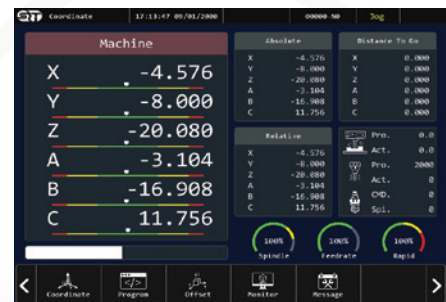 Coordinate 17:13:47 09/01/2000 O0000 N0 Jog
Machine
X -4.576
Y -8.000
Z -20.080
A -3.104
B -16.908
C 11.756
Absolute
X -4.576
Y -8.000
Z -20.080
A -3.104
B -16.908
C 11.756
Distance To Go
X 0.000
Y 0.000
Z 0.000
A 0.000
B 0.000
C 0.000
Relative
X -4.576
Y -8.000
Z -20.080
A -3.104
B -16.908
C 11.756
Pro. 0.0
Act. 0.0
Pro. 2000
Act. 0
CMD. 0
Spi. 0
100% 100% 100%
Spindle Feedrate Rapid
Coordinate Program Offset Monitor Message